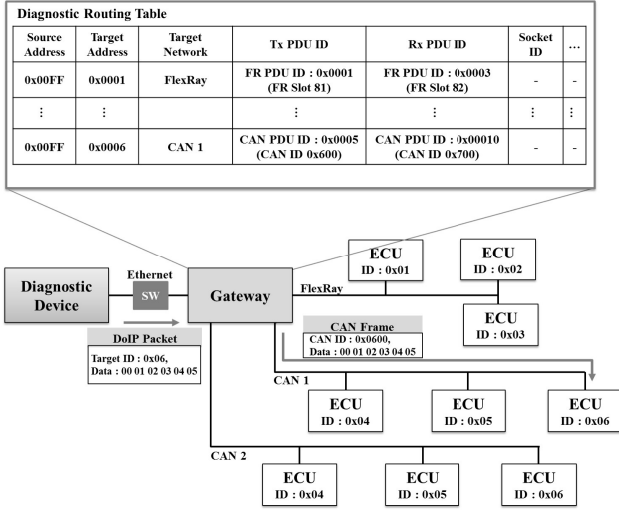 Diagnostic Routing Table
Source Address Target Address Target Network Tx PDU ID Rx PDU ID Socket ID ...
0x00FF 0x0001 FlexRay FR PDU ID : 0x0001 (FR Slot 81) FR PDU ID : 0x0003 (FR Slot 82) - -
⋮ ⋮ ⋮ ⋮ ⋮ ⋮
0x00FF 0x0006 CAN 1 CAN PDU ID : 0x0005 (CAN ID 0x600) CAN PDU ID : 0x00010 (CAN ID 0x700) - -
Diagnostic Device
Ethernet
SW
Gateway
FlexRay
ECU
ID : 0x01
ECU
ID : 0x02
ECU
ID : 0x03
DoIP Packet
Target ID : 0x06,
Data : 00 01 02 03 04 05
CAN Frame
CAN ID : 0x0600,
Data : 00 01 02 03 04 05
CAN 1
ECU
ID : 0x04
ECU
ID : 0x05
ECU
ID : 0x06
CAN 2
ECU
ID : 0x04
ECU
ID : 0x05
ECU
ID : 0x06